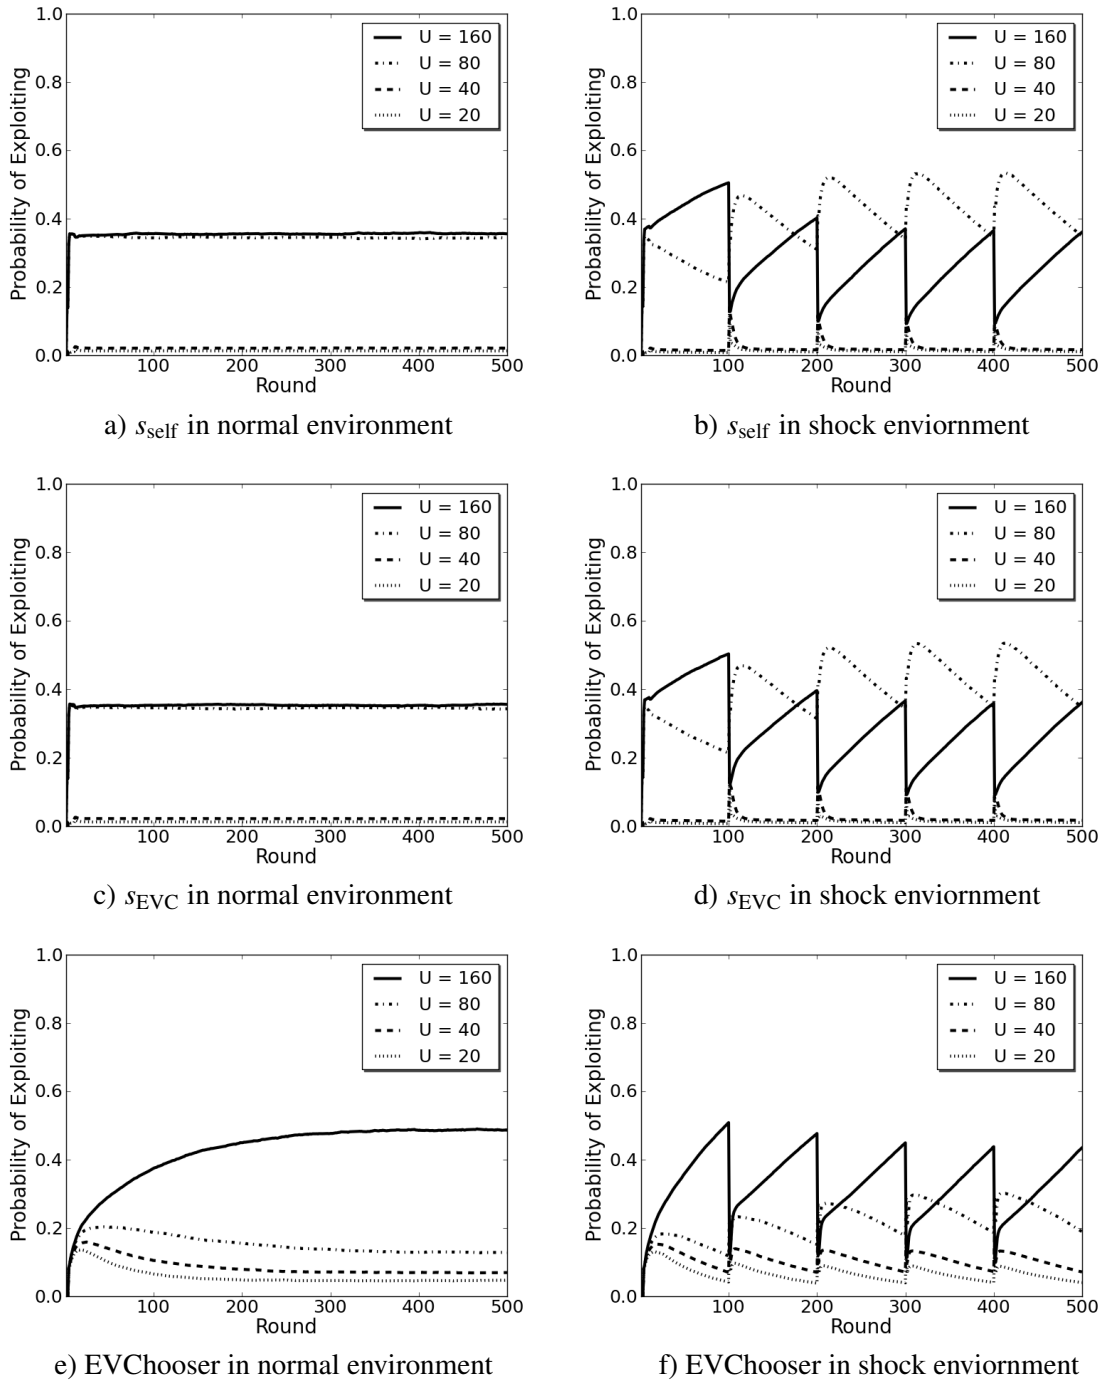 1.0
0.8
0.6
0.4
0.2
0.0
Probability of Exploiting
U = 160
U = 80
U = 40
U = 20
100 200 300 400 500
Round
a) s_self in normal environment
1.0
0.8
0.6
0.4
0.2
0.0
Probability of Exploiting
U = 160
U = 80
U = 40
U = 20
100 200 300 400 500
Round
b) s_self in shock enviornment
1.0
0.8
0.6
0.4
0.2
0.0
Probability of Exploiting
U = 160
U = 80
U = 40
U = 20
100 200 300 400 500
Round
c) s_EVC in normal environment
1.0
0.8
0.6
0.4
0.2
0.0
Probability of Exploiting
U = 160
U = 80
U = 40
U = 20
100 200 300 400 500
Round
d) s_EVC in shock enviornment
1.0
0.8
0.6
0.4
0.2
0.0
Probability of Exploiting
U = 160
U = 80
U = 40
U = 20
100 200 300 400 500
Round
e) EVChooser in normal environment
1.0
0.8
0.6
0.4
0.2
0.0
Probability of Exploiting
U = 160
U = 80
U = 40
U = 20
100 200 300 400 500
Round
f) EVChooser in shock enviornment